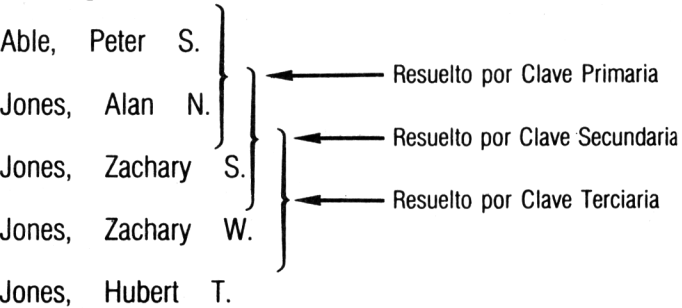 Able, Peter S.
Resuelto por Clave Primaria
Jones, Alan N.
Resuelto por Clave Secundaria
Jones, Zachary S.
Resuelto por Clave Terciaria
Jones, Zachary W.
Jones, Hubert T.